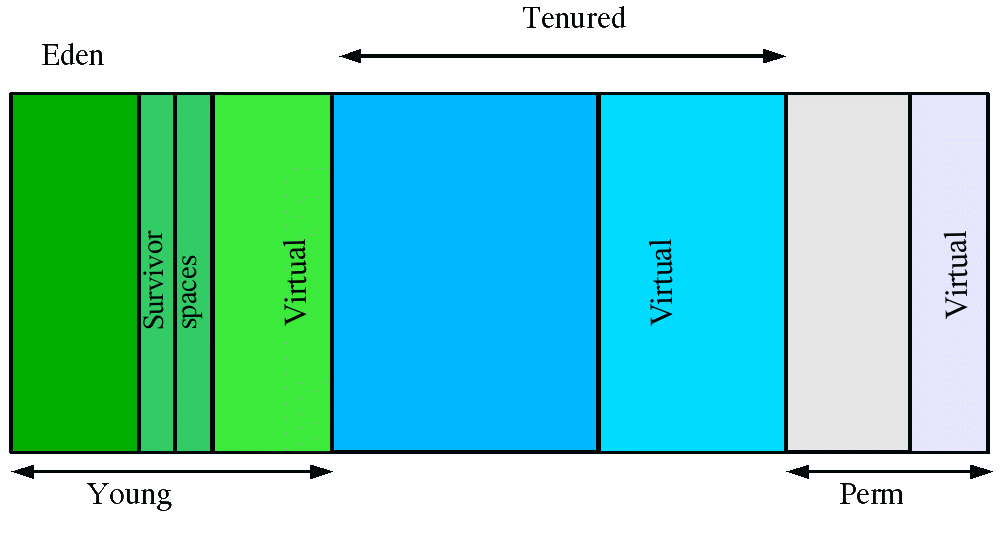 Tenured
Eden
Survivor
spaces
Virtual
Virtual
Virtual
Young
Perm